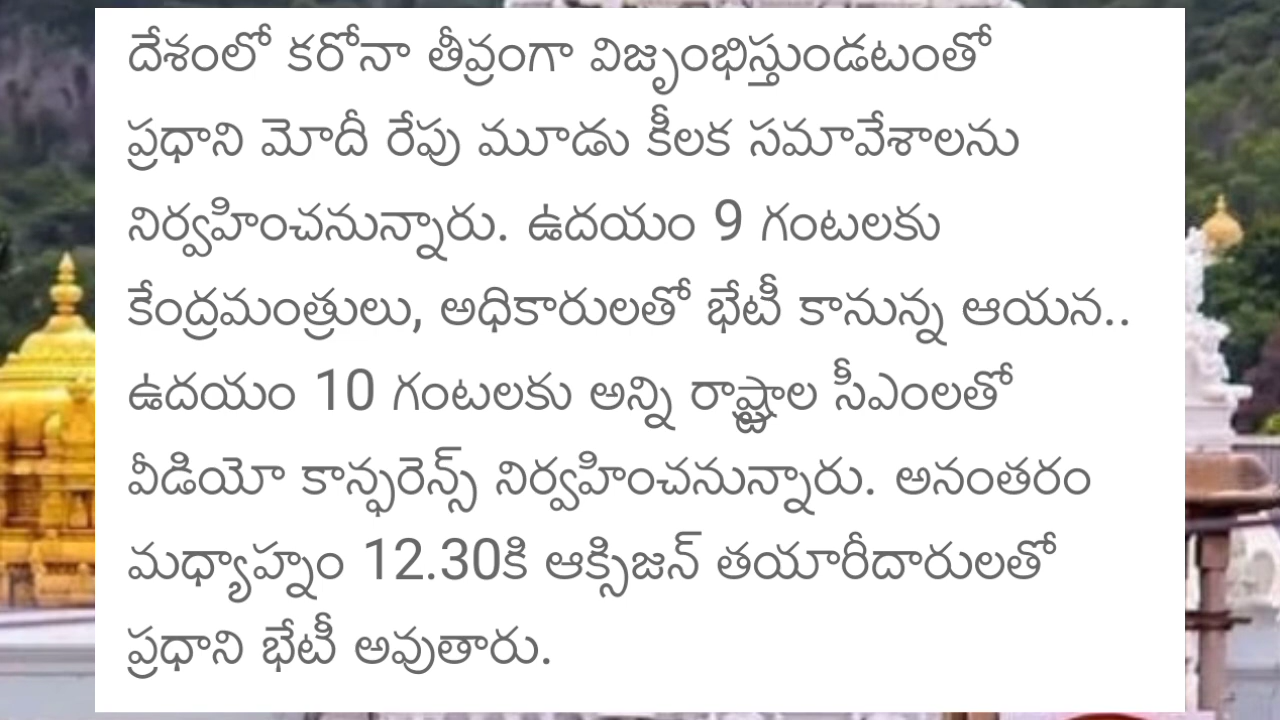 దేశంలో కరోనా తీవ్రంగా విజృంభిస్తుండటంతో
ప్రధాని మోదీ రేపు మూడు కీలక సమావేశాలను
నిర్వహించనున్నారు. ఉదయం 9 గంటలకు
కేంద్రమంత్రులు, అధికారులతో భేటీ కానున్న ఆయన..
ఉదయం 10 గంటలకు అన్ని రాష్ట్రాల సీఎంలతో
వీడియో కాన్ఫరెన్స్ నిర్వహించనున్నారు. అనంతరం
మధ్యాహ్నం 12.30కి ఆక్సిజన్ తయారీదారులతో
ప్రధాని భేటీ అవుతారు.